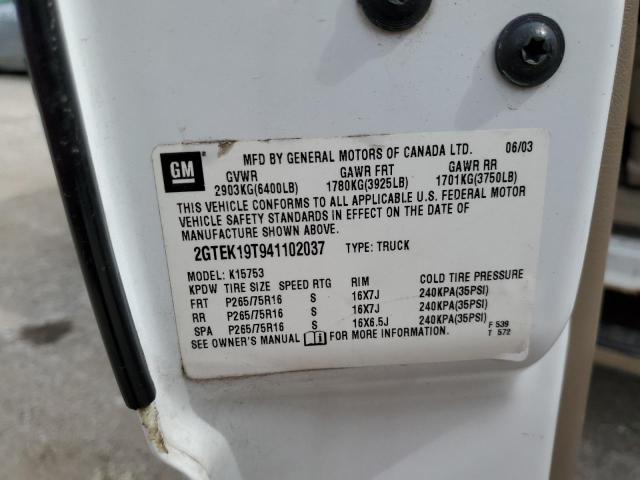 MFD BY GENERAL MOTORS OF CANADA LTD. 06/03
GM
GVWR GAWR FRT GAWR RR
2903KG(6400LB) 1780KG(3925LB) 1701KG(3750LB)
THIS VEHICLE CONFORMS TO ALL APPLICABLE U.S. FEDERAL MOTOR
VEHICLE SAFETY STANDARDS IN EFFECT ON THE DATE OF
MANUFACTURE SHOWN ABOVE.
2GTEK19T941102037 TYPE: TRUCK
MODEL: K15753
KPDW TIRE SIZE SPEED RTG RIM COLD TIRE PRESSURE
FRT P265/75R16 S 16X7J 240KPA(35PSI)
RR P265/75R16 S 16X7J 240KPA(35PSI)
SPA P265/75R16 S 16X6.5J 240KPA(35PSI)
SEE OWNER'S MANUAL FOR MORE INFORMATION.
F 539
T 572